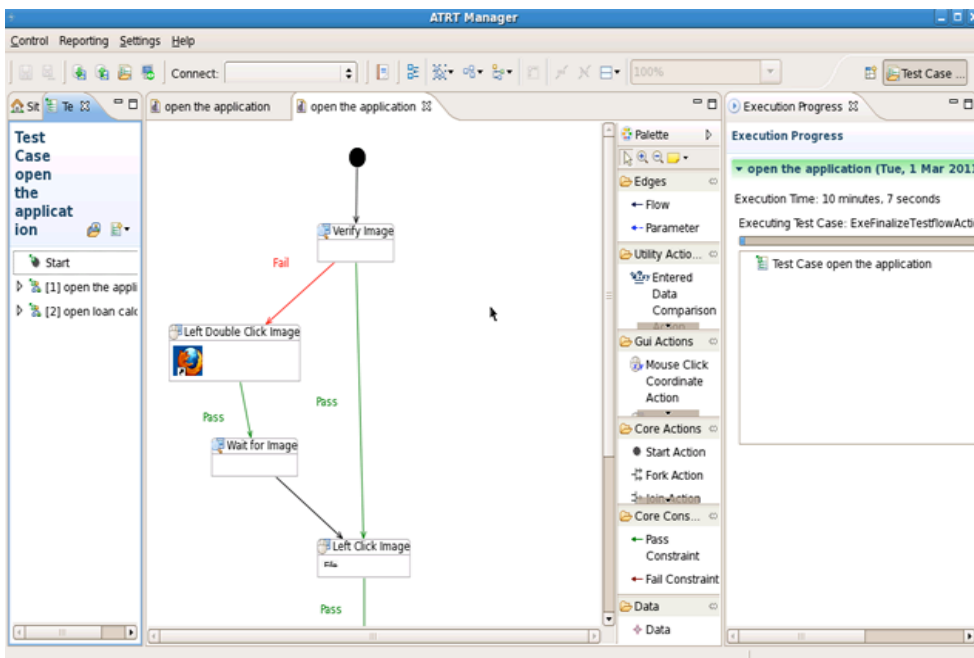 ATRT Manager
Control Reporting Settings Help
Connect:
100%
Test Case ...
Sit
Te
open the application
open the application
Execution Progress
Test
Case
open
the
applicat
ion
Start
[1] open the appli
[2] open loan calc
Verify Image
Fail
Left Double Click Image
Pass
Pass
Wait for Image
Left Click Image
File
Pass
Palette
Edges
Flow
Parameter
Utility Actio...
Entered
Data
Comparison
Action
Gui Actions
Mouse Click
Coordinate
Action
Core Actions
Start Action
Fork Action
Join Action
Core Cons...
Pass
Constraint
Fail Constraint
Data
Data
Execution Progress
open the application (Tue, 1 Mar 2011
Execution Time: 10 minutes, 7 seconds
Executing Test Case: ExeFinalizeTestflowActi
Test Case open the application